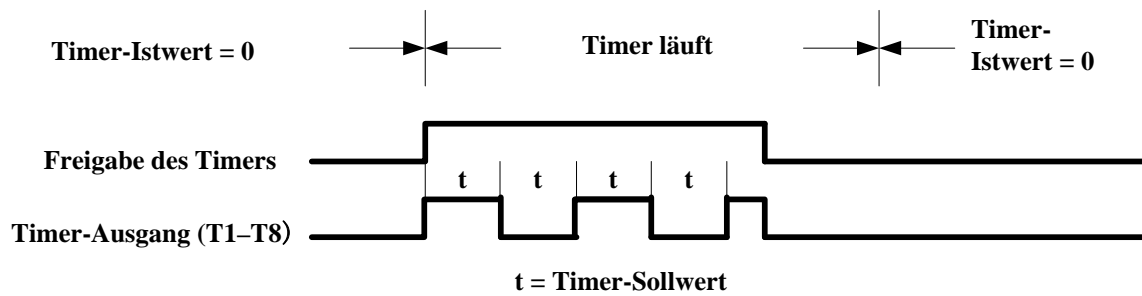 Timer-Istwert = 0
Timer läuft
Timer-
Istwert = 0
Freigabe des Timers
t t t t
Timer-Ausgang (T1–T8）
t = Timer-Sollwert